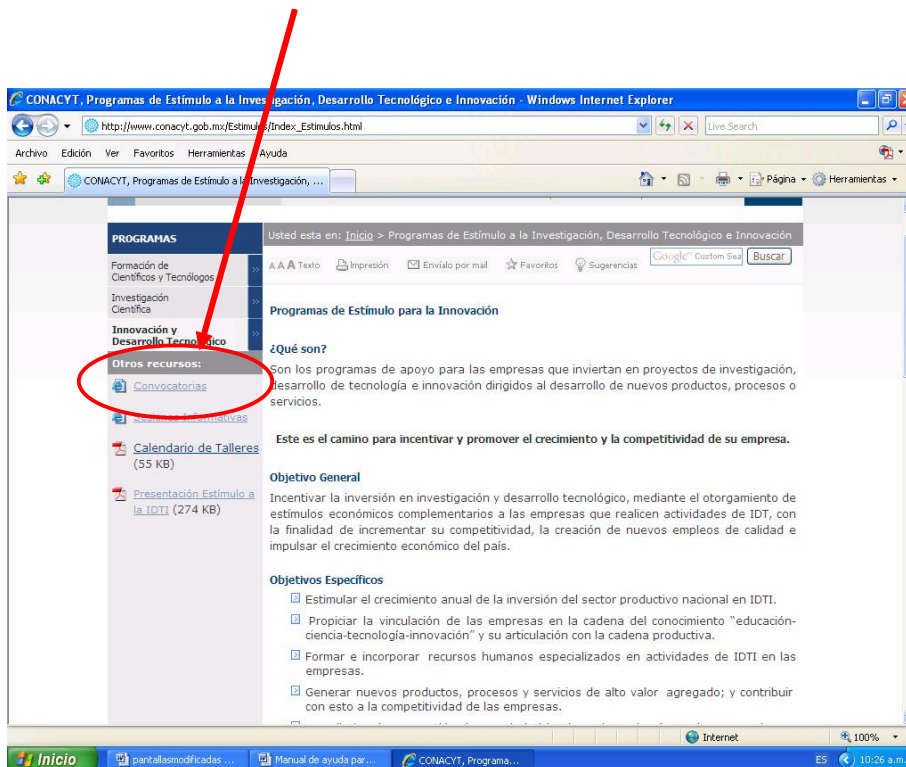 CONACYT, Programas de Estímulo a la Investigación, Desarrollo Tecnológico e Innovación - Windows Internet Explorer
http://www.conacyt.gob.mx/Estimulos/Index_Estimulos.html
Live Search
Archivo Edición Ver Favoritos Herramientas Ayuda
CONACYT, Programas de Estímulo a la Investigación, ...
Página Herramientas
PROGRAMAS
Formación de
Científicos y Tecnólogos
Investigación
Científica
Innovación y
Desarrollo Tecnológico
Otros recursos:
Convocatorias
Sesiones Informativas
Calendario de Talleres
(55 KB)
Presentación Estímulo a
la IDTI (274 KB)
Usted esta en: Inicio > Programas de Estímulo a la Investigación, Desarrollo Tecnológico e Innovación
A A A Texto Impresión Envíalo por mail Favoritos Sugerencias Google™ Custom Sea Buscar
Programas de Estímulo para la Innovación
¿Qué son?
Son los programas de apoyo para las empresas que inviertan en proyectos de investigación,
desarrollo de tecnología e innovación dirigidos al desarrollo de nuevos productos, procesos o
servicios.
Este es el camino para incentivar y promover el crecimiento y la competitividad de su empresa.
Objetivo General
Incentivar la inversión en investigación y desarrollo tecnológico, mediante el otorgamiento de
estímulos económicos complementarios a las empresas que realicen actividades de IDT, con
la finalidad de incrementar su competitividad, la creación de nuevos empleos de calidad e
impulsar el crecimiento económico del país.
Objetivos Específicos
Estimular el crecimiento anual de la inversión del sector productivo nacional en IDTI.
Propiciar la vinculación de las empresas en la cadena del conocimiento "educación-
ciencia-tecnología-innovación" y su articulación con la cadena productiva.
Formar e incorporar recursos humanos especializados en actividades de IDTI en las
empresas.
Generar nuevos productos, procesos y servicios de alto valor agregado; y contribuir
con esto a la competitividad de las empresas.
Internet 100%
Inicio pantallasmodificadas ... Manual de ayuda par... CONACYT, Programa... ES 10:26 a.m.